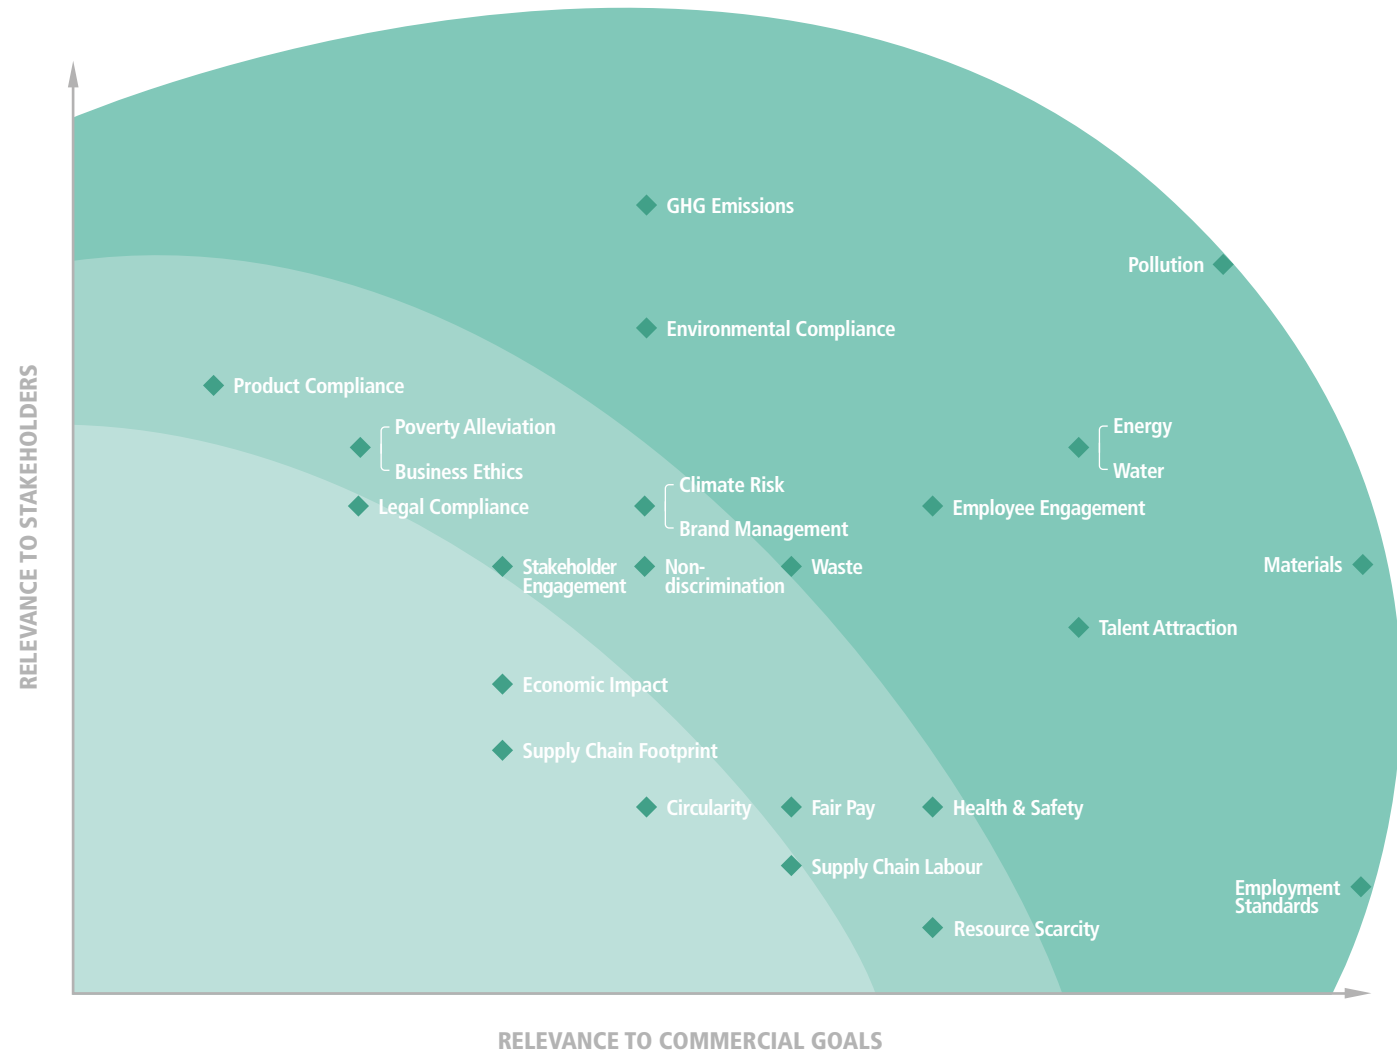 GHG Emissions
Pollution
Environmental Compliance
Product Compliance
Poverty Alleviation
Business Ethics
Legal Compliance
Climate Risk
Brand Management
Energy
Water
Employee Engagement
Stakeholder
Engagement
Non-
discrimination
Waste
Materials
Talent Attraction
Economic Impact
Supply Chain Footprint
Circularity
Fair Pay
Health & Safety
Supply Chain Labour
Employment
Standards
Resource Scarcity
RELEVANCE TO STAKEHOLDERS
RELEVANCE TO COMMERCIAL GOALS